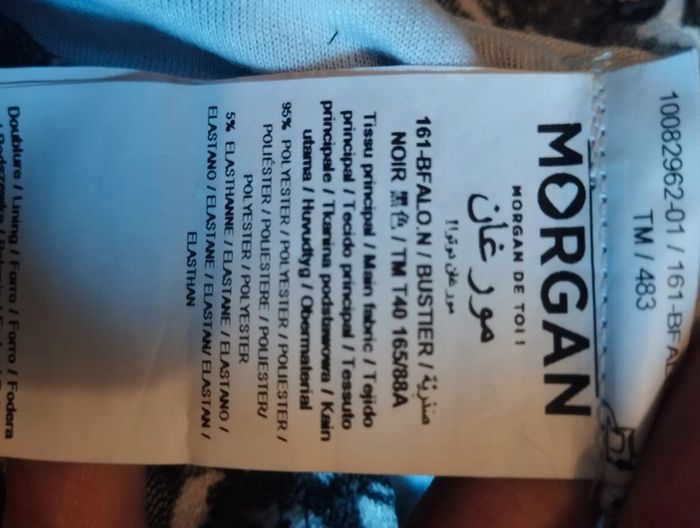 10082962-01 / 161-BFAL
TM / 483
MORGAN
MORGAN DE TOI !
مورغان
مورغان دوتوا!
161-BFALO.N / BUSTIER / صدرية
NOIR 黑色 / TM T40 165/88A
Tissu principal / Main fabric / Tejido
principal / Tecido principal / Tessuto
principale / Tkanina podstawowa / Kain
utama / Huvudtyg / Obermaterial
95% POLYESTER / POLYESTER / POLIESTER /
POLIÉSTER / POLIESTERE / POLIESTER/
POLYESTER / POLYESTER
5% ELASTHANNE / ELASTANE / ELASTANO /
ELASTANO / ELASTANE / ELASTAN/ ELASTAN /
ELASTHAN
Doublure / Lining / Forro / Forro / Fodera